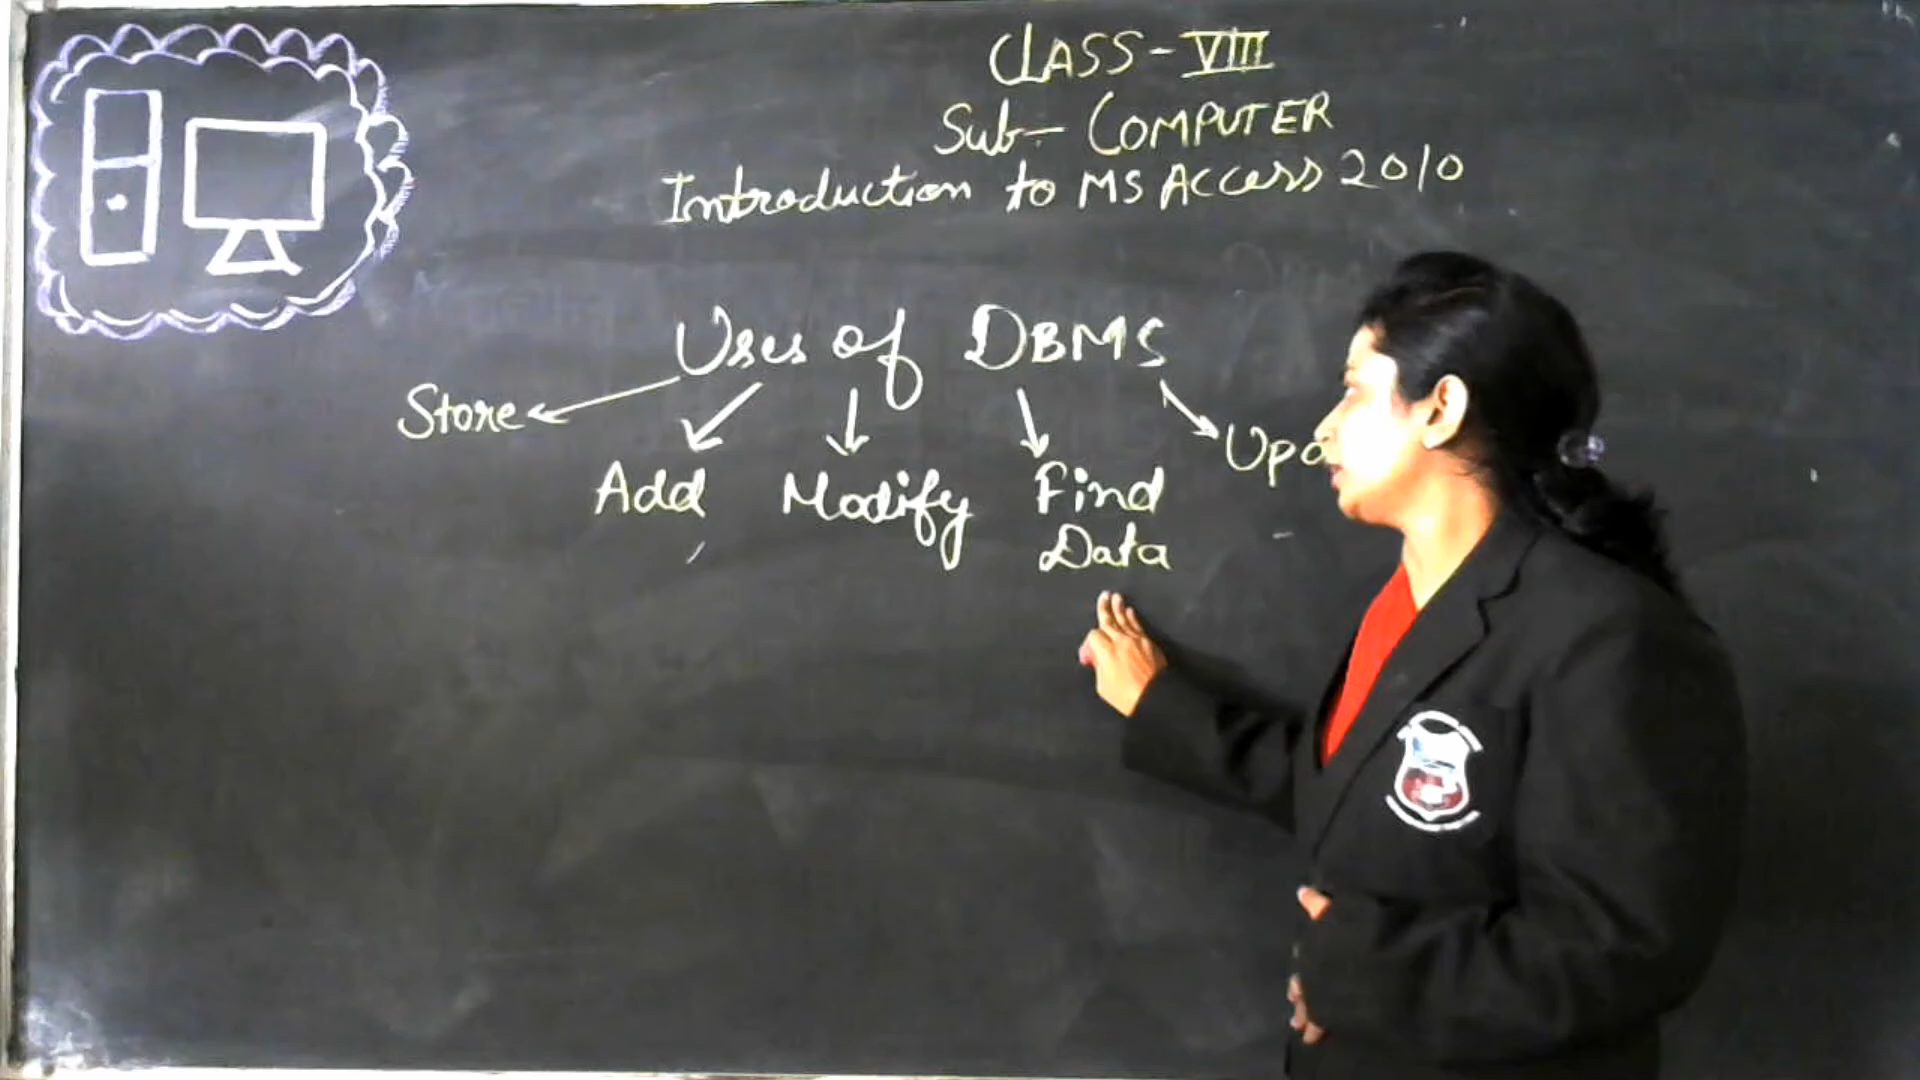 CLASS-VIII
Sub- COMPUTER
Introduction to MS Access 2010
Uses of DBMS
Store
Add Modify Find
Data